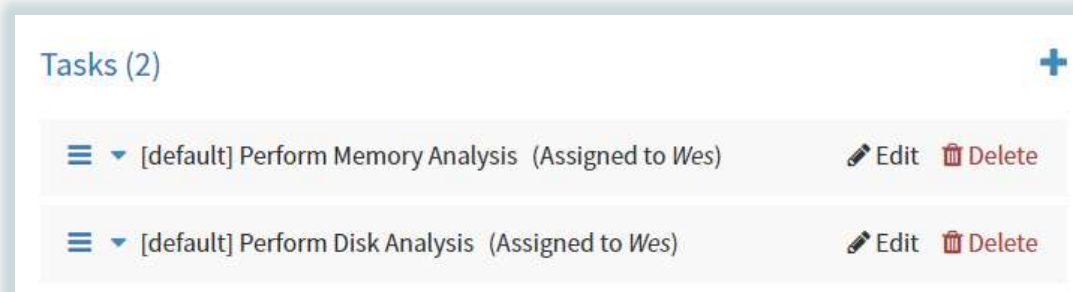 Tasks (2)
[default] Perform Memory Analysis (Assigned to Wes) Edit Delete
[default] Perform Disk Analysis (Assigned to Wes) Edit Delete